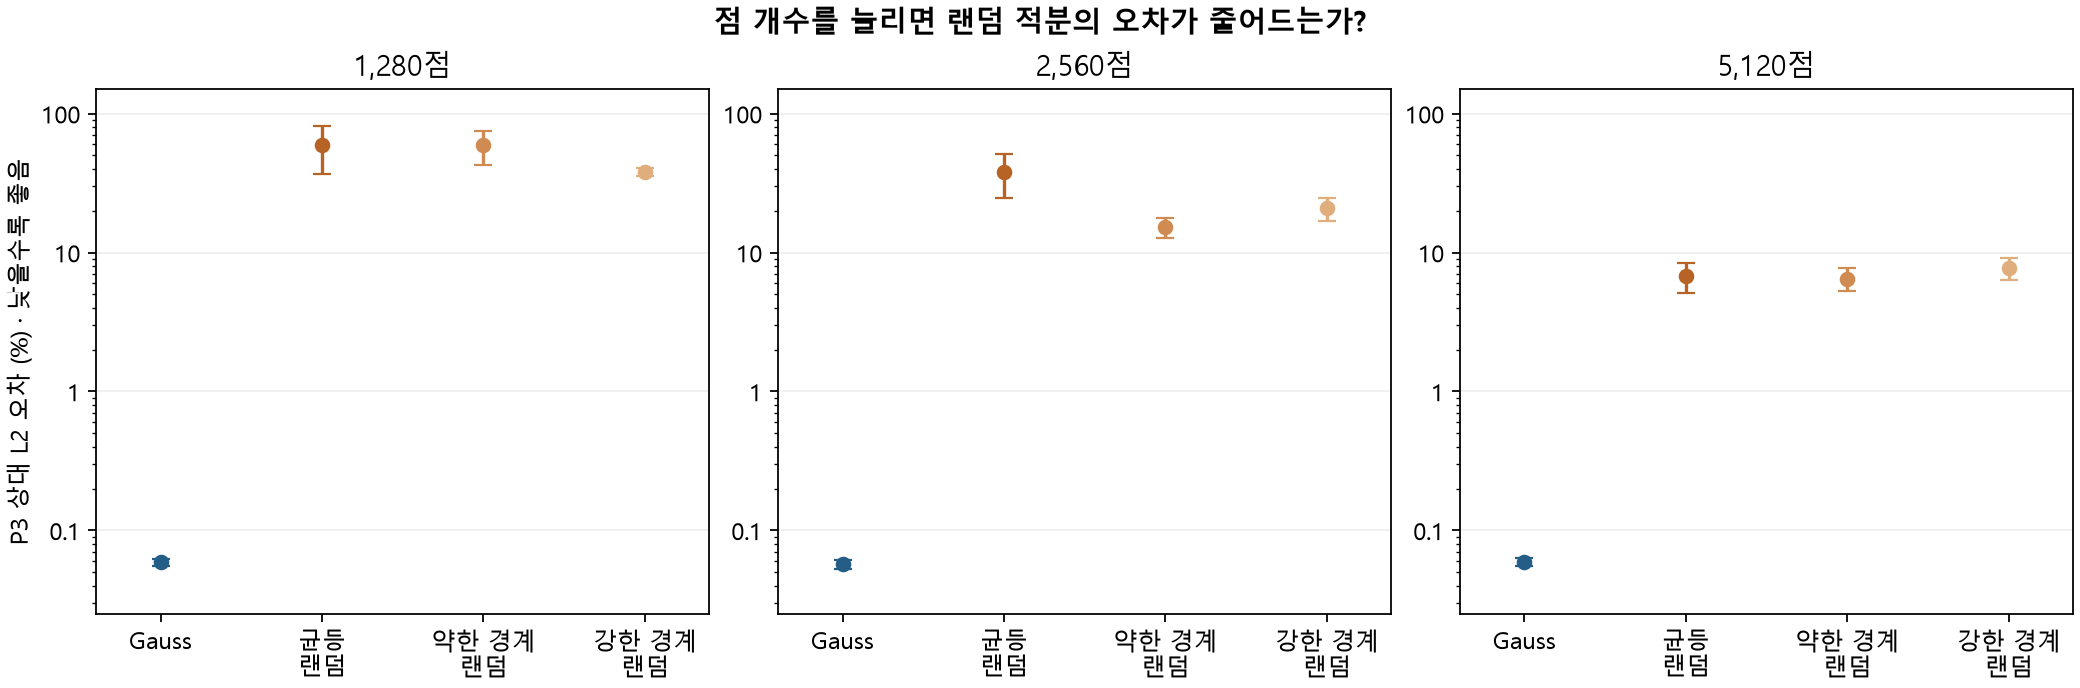 점 개수를 늘리면 랜덤 적분의 오차가 줄어드는가?
1,280점
2,560점
5,120점
P3 상대 L2 오차 (%) · 낮을수록 좋음
100
10
1
0.1
Gauss
균등
랜덤
약한 경계
랜덤
강한 경계
랜덤
100
10
1
0.1
Gauss
균등
랜덤
약한 경계
랜덤
강한 경계
랜덤
100
10
1
0.1
Gauss
균등
랜덤
약한 경계
랜덤
강한 경계
랜덤